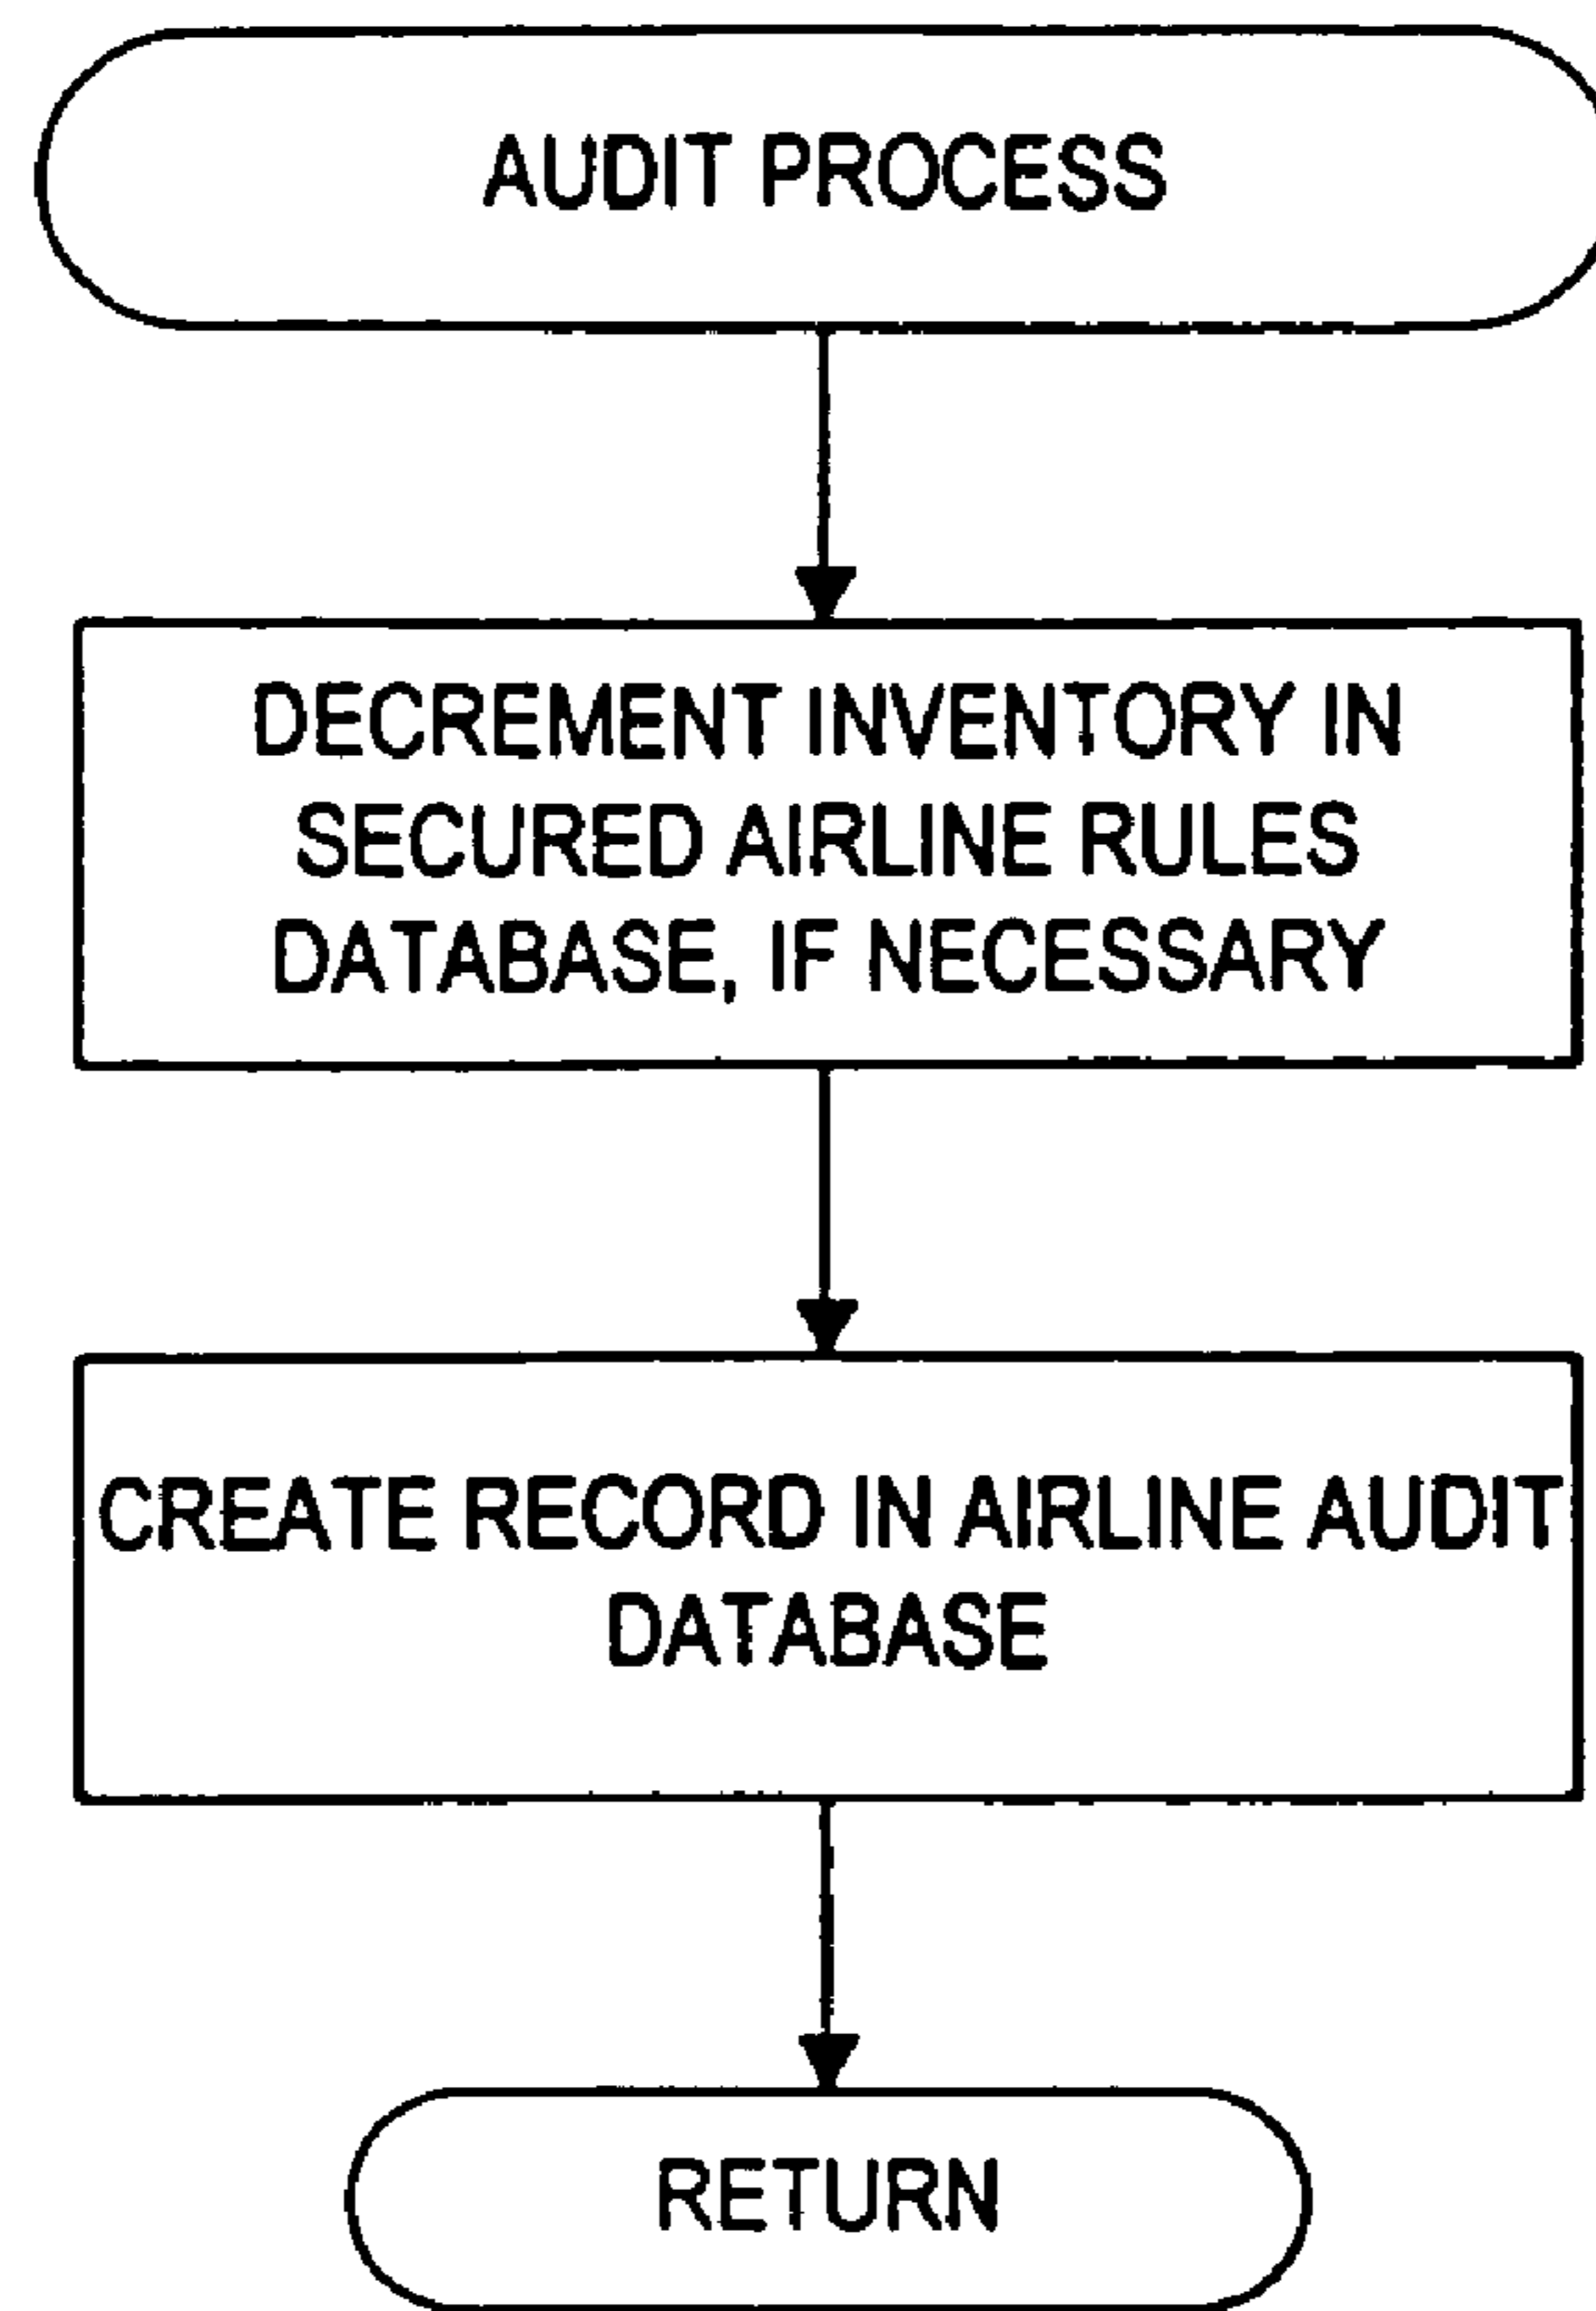 AUDIT PROCESS
DECREMENT INVENTORY IN
SECURED AIRLINE RULES
DATABASE, IF NECESSARY
CREATE RECORD IN AIRLINE AUDIT
DATABASE
RETURN